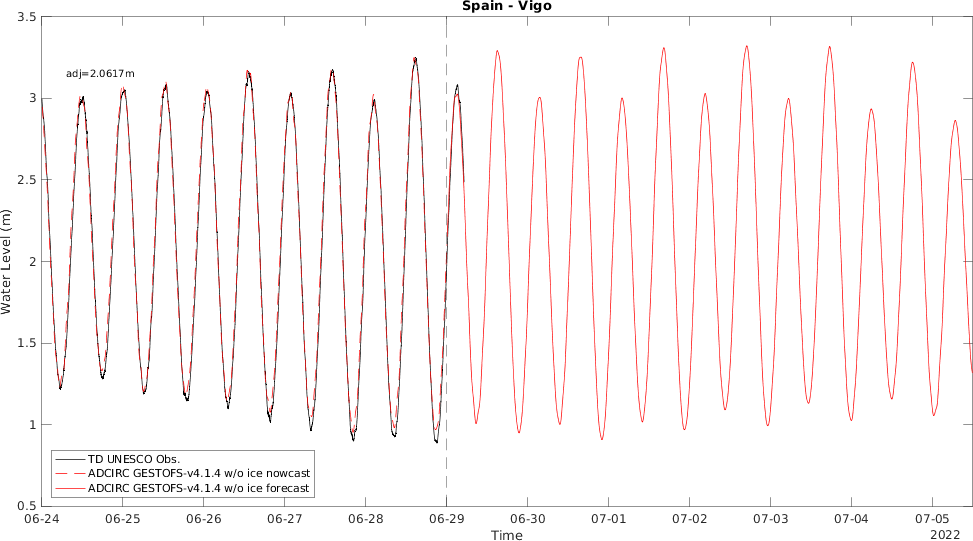 Spain - Vigo
3.5
3
2.5
2
1.5
1
0.5
Water Level (m)
adj=2.0617m
TD UNESCO Obs.
ADCIRC GESTOFS-v4.1.4 w/o ice nowcast
ADCIRC GESTOFS-v4.1.4 w/o ice forecast
06-24 06-25 06-26 06-27 06-28 06-29 06-30 07-01 07-02 07-03 07-04 07-05
2022
Time